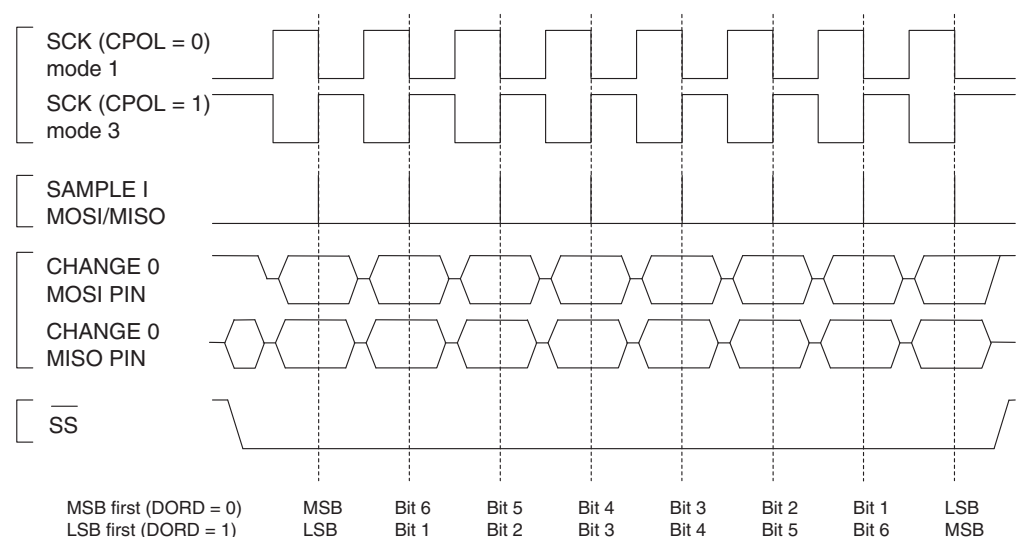 SCK (CPOL = 0)
mode 1
SCK (CPOL = 1)
mode 3
SAMPLE I
MOSI/MISO
CHANGE 0
MOSI PIN
CHANGE 0
MISO PIN
SS
MSB first (DORD = 0) MSB Bit 6 Bit 5 Bit 4 Bit 3 Bit 2 Bit 1 LSB
LSB first (DORD = 1) LSB Bit 1 Bit 2 Bit 3 Bit 4 Bit 5 Bit 6 MSB